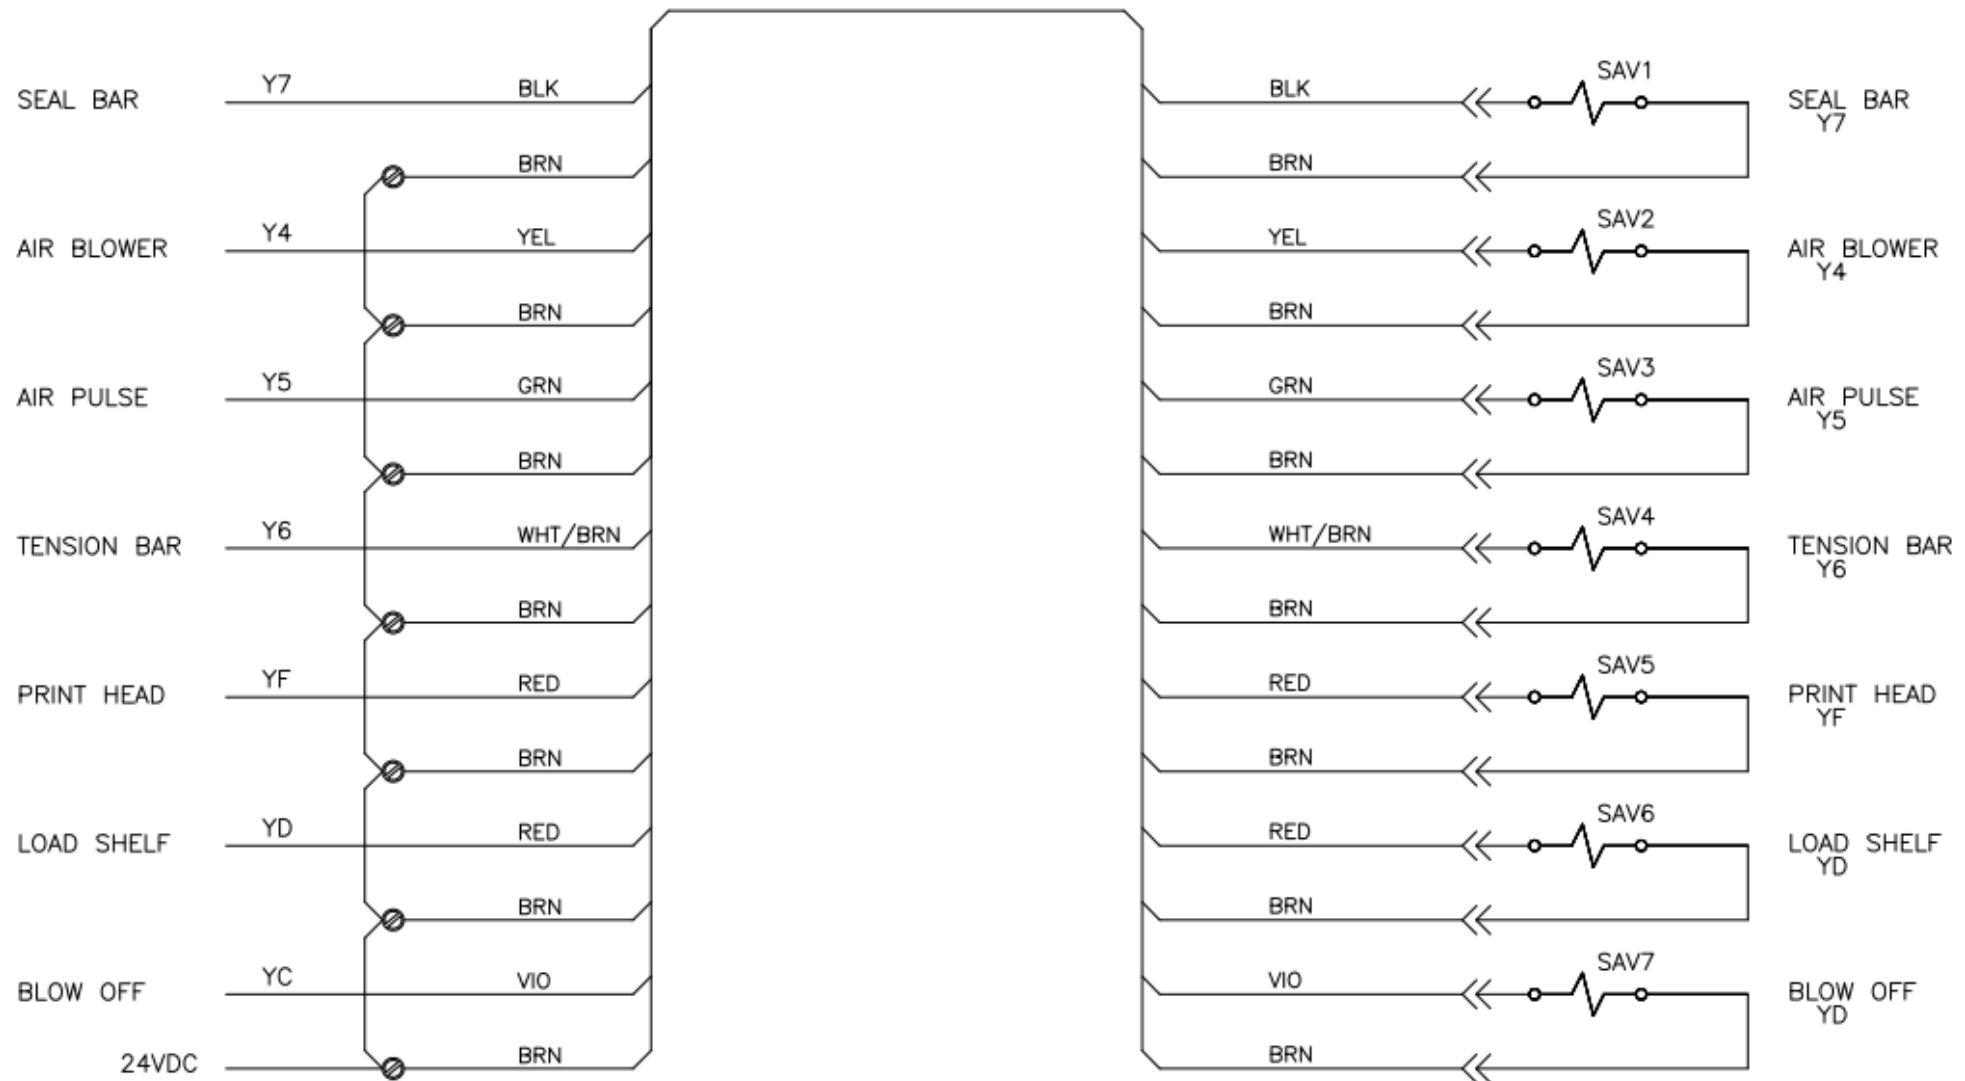 SEAL BAR Y7 BLK BLK SAV1 SEAL BAR
Y7
BRN BRN
AIR BLOWER Y4 YEL YEL SAV2 AIR BLOWER
Y4
BRN BRN
AIR PULSE Y5 GRN GRN SAV3 AIR PULSE
Y5
BRN BRN
TENSION BAR Y6 WHT/BRN WHT/BRN SAV4 TENSION BAR
Y6
BRN BRN
PRINT HEAD YF RED RED SAV5 PRINT HEAD
YF
BRN BRN
LOAD SHELF YD RED RED SAV6 LOAD SHELF
YD
BRN BRN
BLOW OFF YC VIO VIO SAV7 BLOW OFF
YD
24VDC BRN BRN